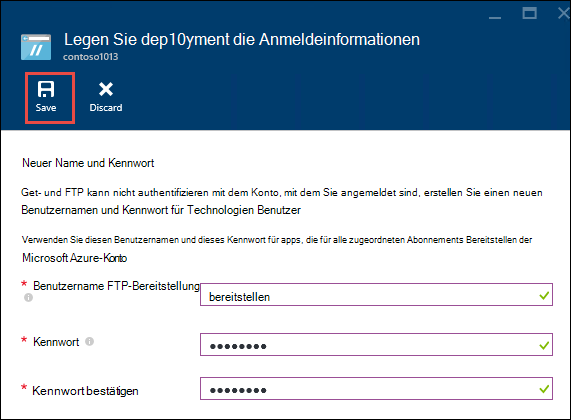 Legen Sie dep10yment die Anmeldeinformationen
contoso1013
Save Discard
Neuer Name und Kennwort
Get- und FTP kann nicht authentifizieren mit dem Konto, mit dem Sie angemeldet sind, erstellen Sie einen neuen
Benutzernamen und Kennwort für Technologien Benutzer
Verwenden Sie diesen Benutzernamen und dieses Kennwort für apps, die für alle zugeordneten Abonnements Bereitstellen der
Microsoft Azure-Konto
* Benutzername FTP-Bereitstellung
bereitstellen
* Kennwort
* Kennwort bestätigen